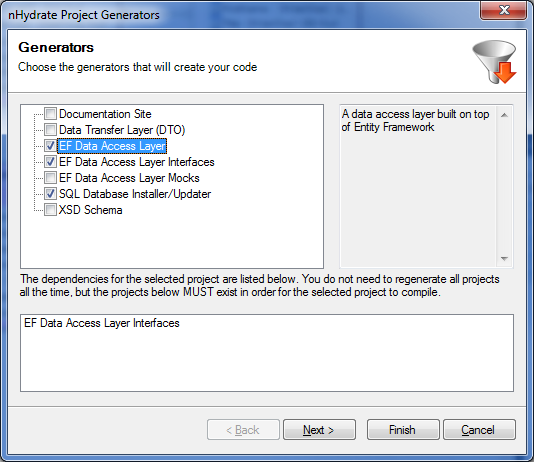 nHydrate Project Generators
Generators
Choose the generators that will create your code
Documentation Site
Data Transfer Layer (DTO)
EF Data Access Layer
EF Data Access Layer Interfaces
EF Data Access Layer Mocks
SQL Database Installer/Updater
XSD Schema
A data access layer built on top
of Entity Framework
The dependencies for the selected project are listed below. You do not need to regenerate all projects
all the time, but the projects below MUST exist in order for the selected project to compile.
EF Data Access Layer Interfaces
< Back
Next >
Finish
Cancel